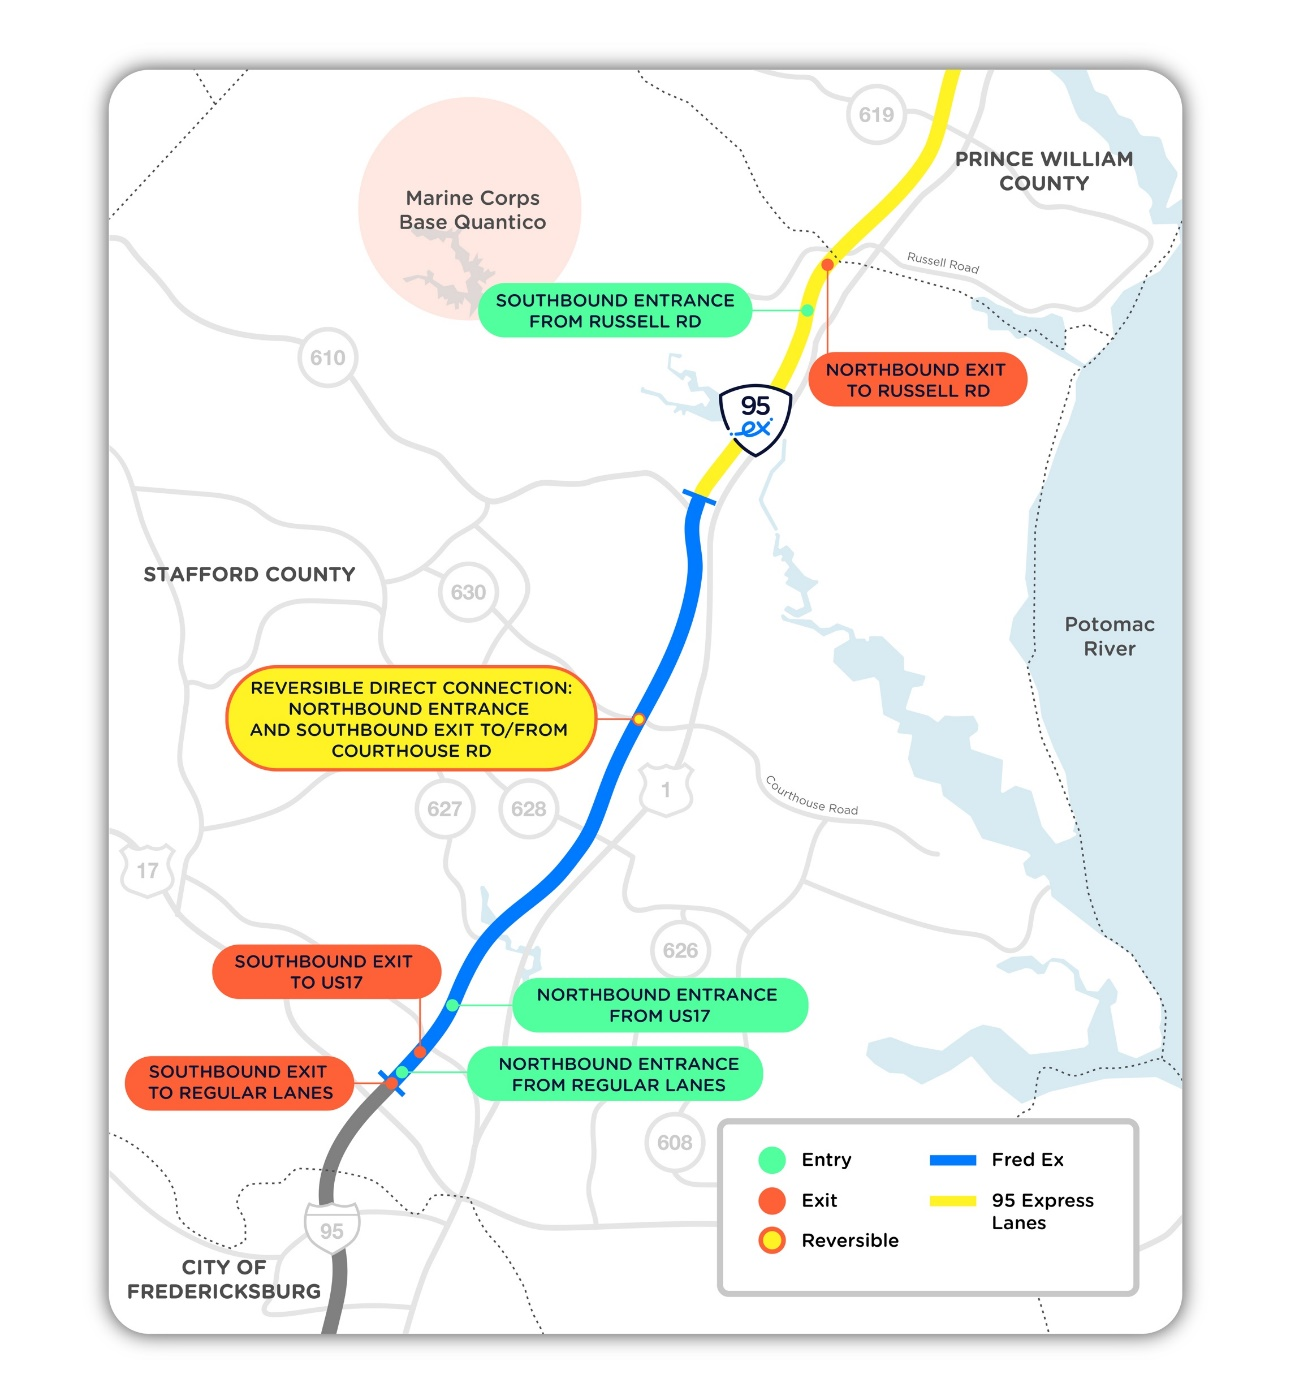 619
PRINCE WILLIAM
COUNTY
Marine Corps
Base Quantico
Russell Road
SOUTHBOUND ENTRANCE
FROM RUSSELL RD
610
NORTHBOUND EXIT
TO RUSSELL RD
95
ex
STAFFORD COUNTY
630
Potomac
River
REVERSIBLE DIRECT CONNECTION:
NORTHBOUND ENTRANCE
AND SOUTHBOUND EXIT TO/FROM
COURTHOUSE RD
627
628
1
Courthouse Road
17
SOUTHBOUND EXIT
TO US17
626
NORTHBOUND ENTRANCE
FROM US17
SOUTHBOUND EXIT
TO REGULAR LANES
NORTHBOUND ENTRANCE
FROM REGULAR LANES
608
95
CITY OF
FREDERICKSBURG
Entry
Exit
Reversible
Fred Ex
95 Express
Lanes